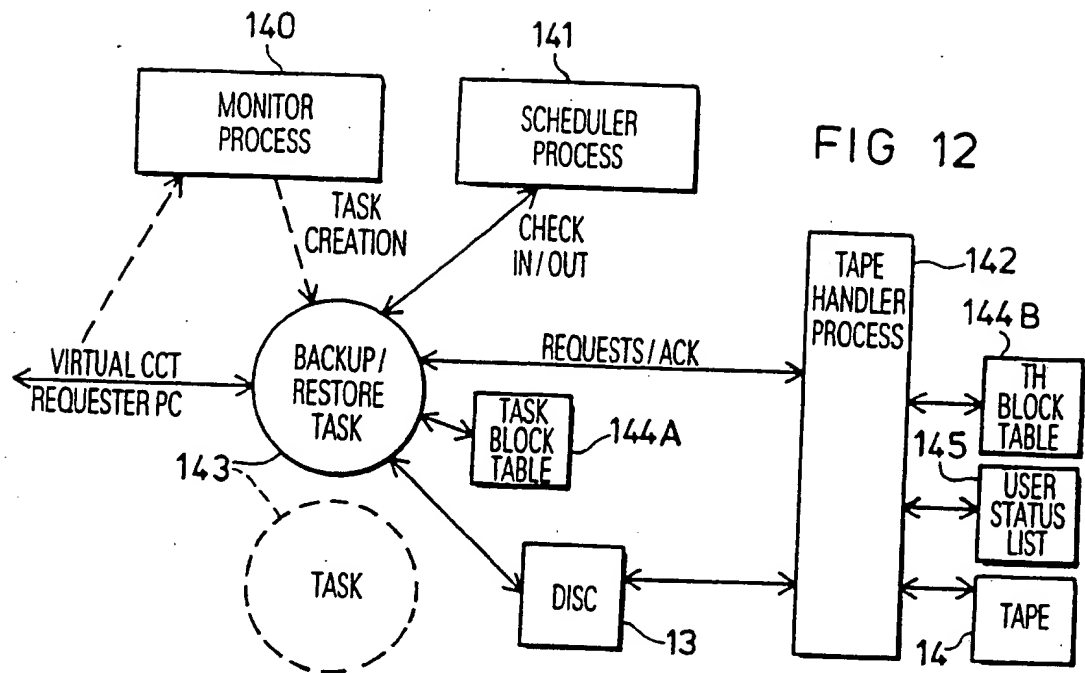 140
MONITOR
PROCESS
141
SCHEDULER
PROCESS
FIG 12
TASK
CREATION
CHECK
IN/OUT
TAPE
HANDLER
PROCESS
142
144B
TH
BLOCK
TABLE
VIRTUAL CCT
REQUESTER PC
BACKUP/
RESTORE
TASK
REQUESTS/ACK
TASK
BLOCK
TABLE
144A
145
USER
STATUS
LIST
143
TASK
DISC
13
TAPE
14